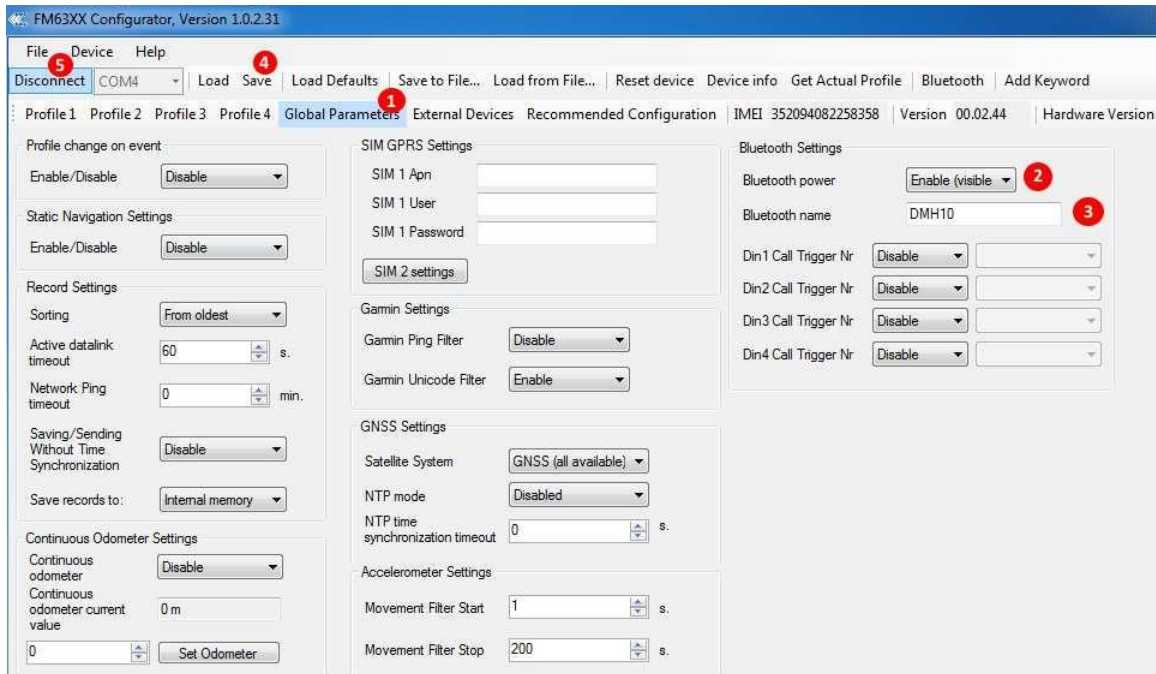 FM63XX Configurator, Version 1.0.2.31
File Device Help
5 4
Disconnect COM4 Load Save Load Defaults Save to File... Load from File... Reset device Device info Get Actual Profile Bluetooth Add Keyword
1
Profile 1 Profile 2 Profile 3 Profile 4 Global Parameters External Devices Recommended Configuration IMEI 352094082258358 Version 00.02.44 Hardware Version
Profile change on event
Enable/Disable Disable
Static Navigation Settings
Enable/Disable Disable
Record Settings
Sorting From oldest
Active datalink
timeout 60 s.
Network Ping
timeout 0 min.
Saving/Sending
Without Time
Synchronization Disable
Save records to: Internal memory
Continuous Odometer Settings
Continuous
odometer Disable
Continuous
odometer current
value 0 m
0 Set Odometer
SIM GPRS Settings
SIM 1 Apn
SIM 1 User
SIM 1 Password
SIM 2 settings
Garmin Settings
Garmin Ping Filter Disable
Garmin Unicode Filter Enable
GNSS Settings
Satellite System GNSS (all available)
NTP mode Disabled
NTP time
synchronization timeout 0 s.
Accelerometer Settings
Movement Filter Start 1 s.
Movement Filter Stop 200 s.
Bluetooth Settings
Bluetooth power Enable (visible 2
Bluetooth name DMH10 3
Din1 Call Trigger Nr Disable
Din2 Call Trigger Nr Disable
Din3 Call Trigger Nr Disable
Din4 Call Trigger Nr Disable